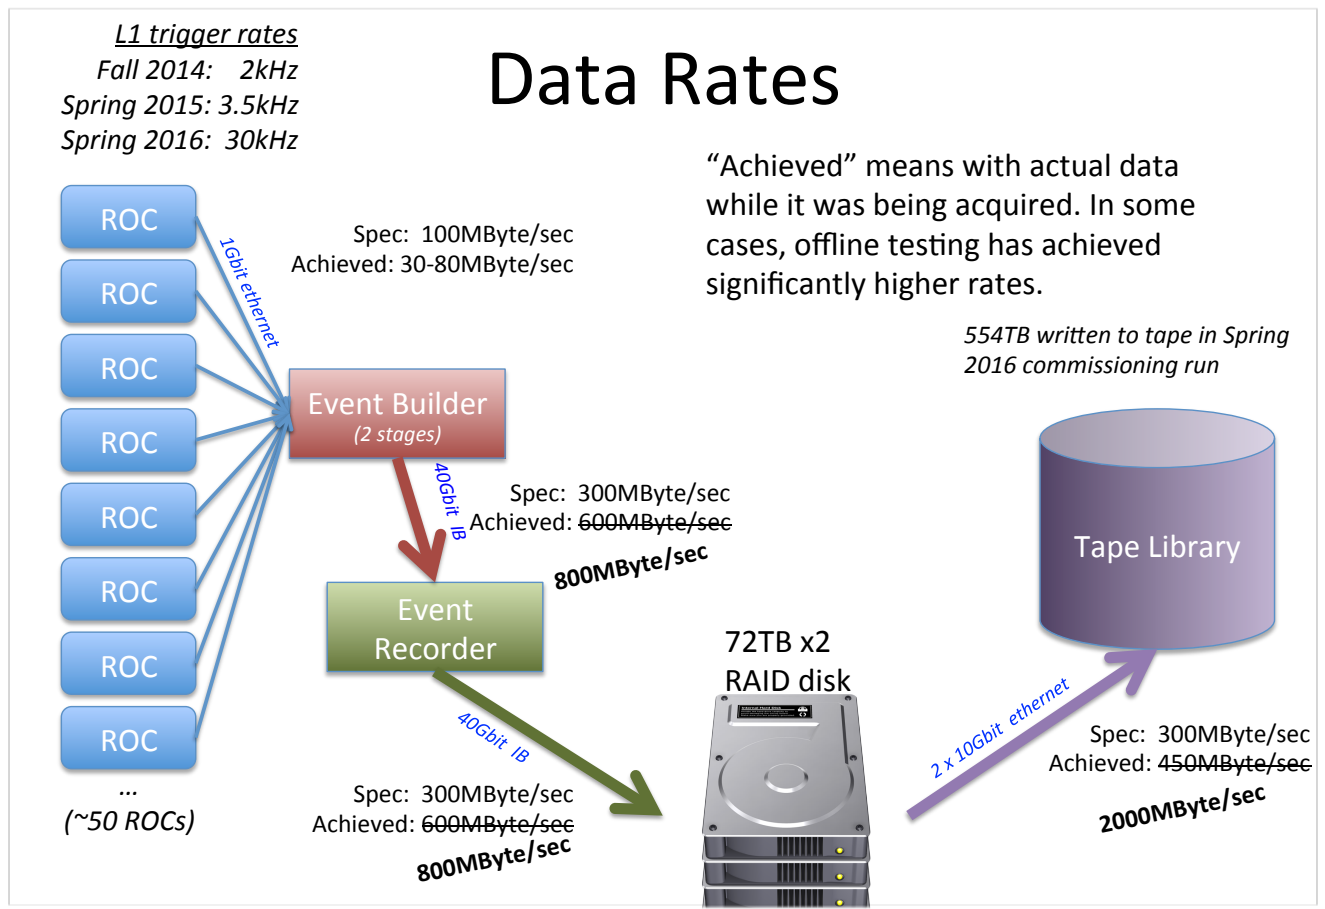 L1 trigger rates
Fall 2014: 2kHz
Spring 2015: 3.5kHz
Spring 2016: 30kHz
Data Rates
“Achieved” means with actual data
while it was being acquired. In some
cases, offline testing has achieved
significantly higher rates.
ROC
ROC
ROC
ROC
ROC
ROC
ROC
ROC
...
(~50 ROCs)
1Gbit ethernet
Spec: 100MByte/sec
Achieved: 30-80MByte/sec
Event Builder
(2 stages)
40Gbit IB
Spec: 300MByte/sec
Achieved: 600MByte/sec
800MByte/sec
Event
Recorder
40Gbit IB
Spec: 300MByte/sec
Achieved: 600MByte/sec
800MByte/sec
72TB x2
RAID disk
554TB written to tape in Spring
2016 commissioning run
Tape Library
2 x 10Gbit ethernet
Spec: 300MByte/sec
Achieved: 450MByte/sec
2000MByte/sec